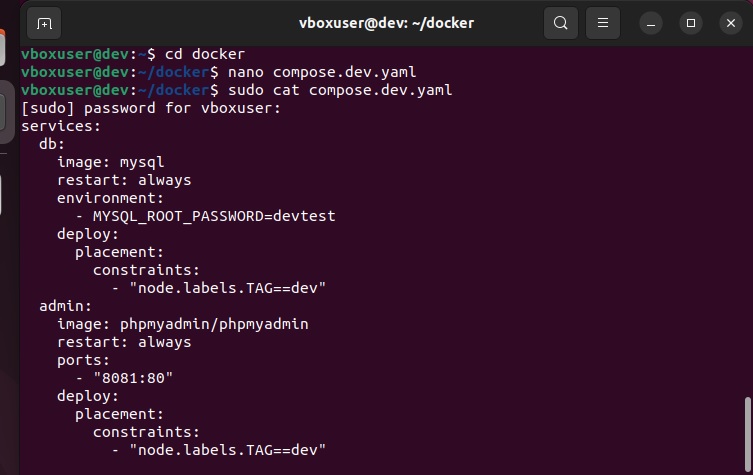 vboxuser@dev: ~/docker
vboxuser@dev:~$ cd docker
vboxuser@dev:~/docker$ nano compose.dev.yaml
vboxuser@dev:~/docker$ sudo cat compose.dev.yaml
[sudo] password for vboxuser:
services:
  db:
    image: mysql
    restart: always
    environment:
      - MYSQL_ROOT_PASSWORD=devtest
    deploy:
      placement:
        constraints:
          - "node.labels.TAG==dev"
  admin:
    image: phpmyadmin/phpmyadmin
    restart: always
    ports:
      - "8081:80"
    deploy:
      placement:
        constraints:
          - "node.labels.TAG==dev"